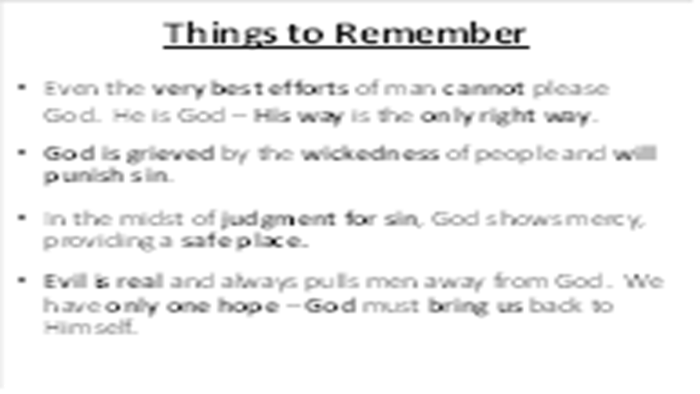 Things to Remember
• Even the very best efforts of man cannot please
God. He is God – His way is the only right way.
• God is grieved by the wickedness of people and will
punish sin.
• In the midst of judgment for sin, God shows mercy,
providing a safe place.
• Evil is real and always pulls men away from God. We
have only one hope – God must bring us back to
Himself.